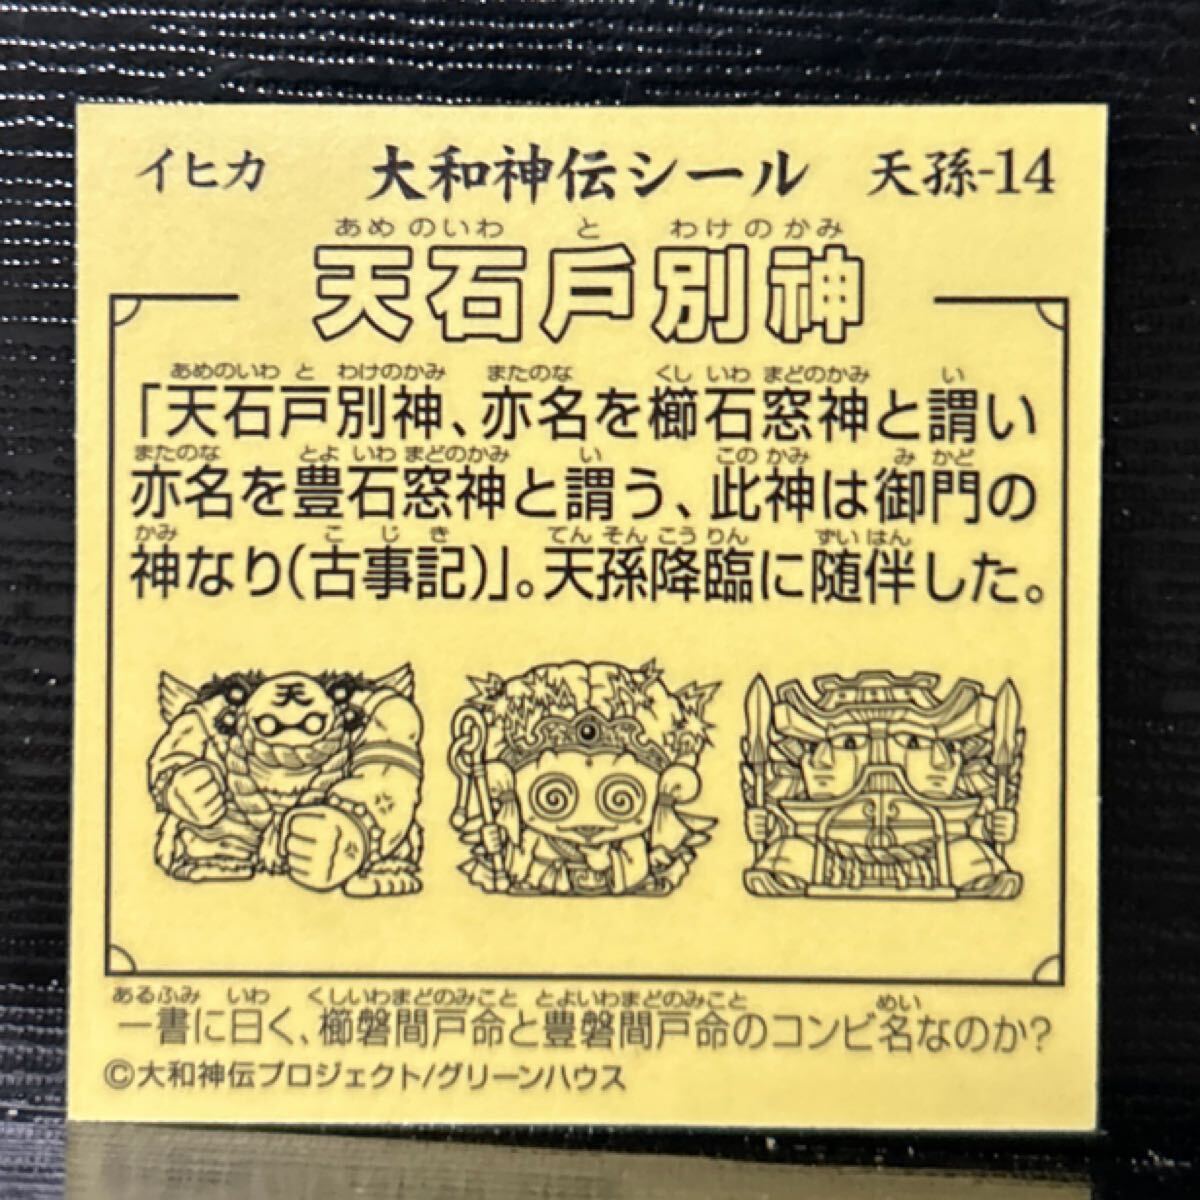 イヒカ 大和神伝シール 天孫-14
あめのいわ と わけのかみ
天石戸別神
あめのいわ と わけのかみ またのな くし いわ まどのかみ い
「天石戸別神、亦名を櫛石窓神と謂い
またのな とよ いわ まどのかみ い この かみ み かど
亦名を豊石窓神と謂う、此神は御門の
かみ こ じ き てん そん こう りん ずい はん
神なり(古事記)」。天孫降臨に随伴した。
天
あるふみ いわ くしいわまどのみこと とよいわまどのみこと めい
一書に曰く、櫛磐間戸命と豊磐間戸命のコンビ名なのか?
©大和神伝プロジェクト/グリーンハウス